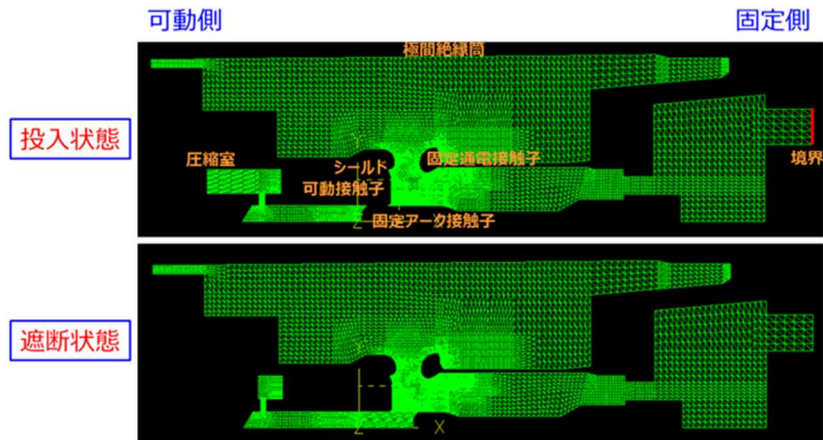 可動側
固定側
極間絶縁筒
投入状態
圧縮室
シールド
固定通電接触子
境界
可動接触子
固定アーク接触子
Z
X
遮断状態
Y
Z
X